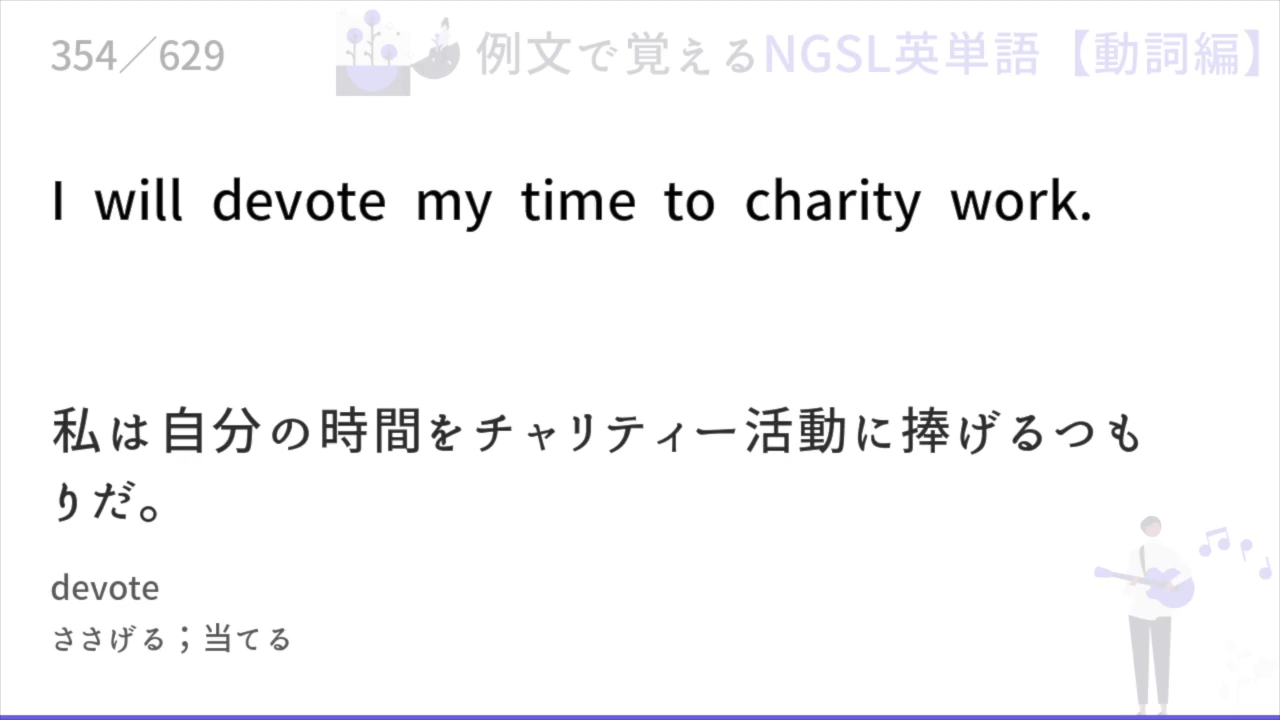 354／629
例文で覚えるNGSL英単語【動詞編】
I will devote my time to charity work.
私は自分の時間をチャリティー活動に捧げるつも
りだ。
devote
ささげる；当てる